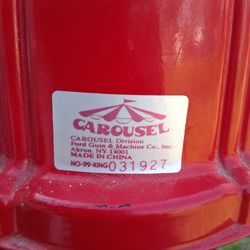 CAROUSEL
CAROUSEL Division
Ford Gum & Machine Co., Inc.
Akron, NY 14001
MADE IN CHINA
NO-99-KING 031927